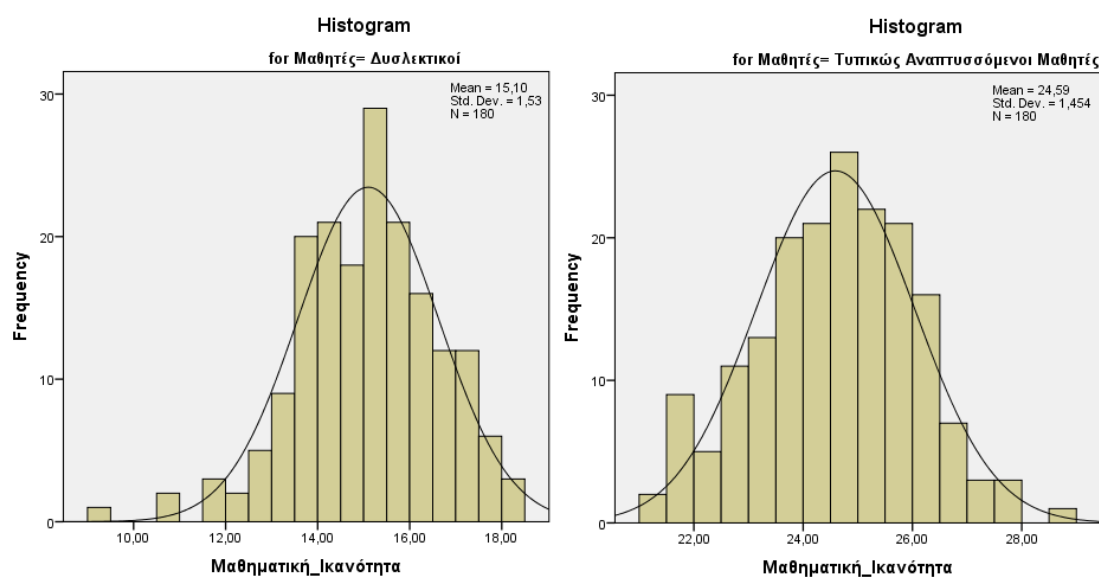 Histogram
for Μαθητές= Δυσλεκτικοί
Mean = 15,10
Std. Dev. = 1,53
N = 180
30
20
10
0
Frequency
10,00 12,00 14,00 16,00 18,00
Μαθηματική_Ικανότητα
Histogram
for Μαθητές= Τυπικώς Αναπτυσσόμενοι Μαθητές
Mean = 24,59
Std. Dev. = 1,454
N = 180
30
20
10
0
Frequency
22,00 24,00 26,00 28,00
Μαθηματική_Ικανότητα